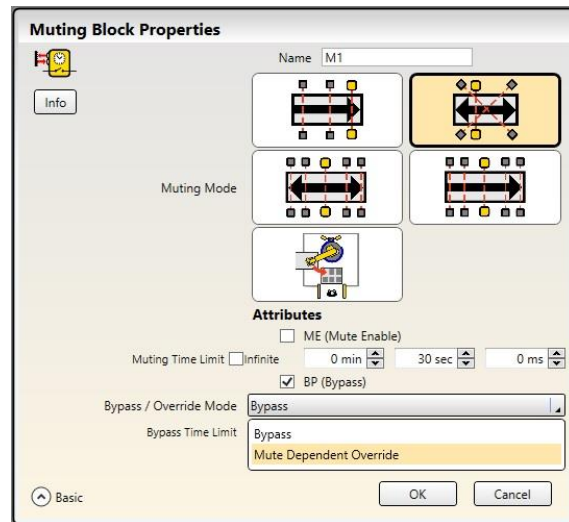 Muting Block Properties
Name M1
Info
Muting Mode
Attributes
ME (Mute Enable)
Muting Time Limit Infinite 0 min 30 sec 0 ms
BP (Bypass)
Bypass / Override Mode Bypass
Bypass Time Limit Bypass
Mute Dependent Override
Basic OK Cancel